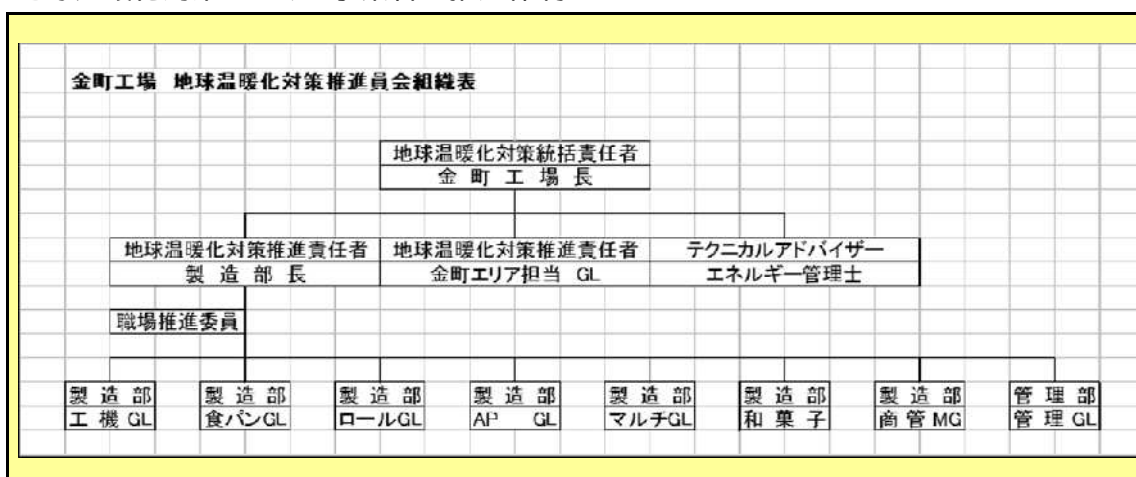 金町工場 地球温暖化対策推進員会組織表
地球温暖化対策統括責任者
金町工場長
地球温暖化対策推進責任者 地球温暖化対策推進責任者 テクニカルアドバイザー
製造部長 金町エリア担当 GL エネルギー管理士
職場推進委員
製造部 製造部 製造部 製造部 製造部 製造部 製造部 管理部
工機GL 食パンGL ロールGL AP GL マルチGL 和菓子 商管MG 管理GL